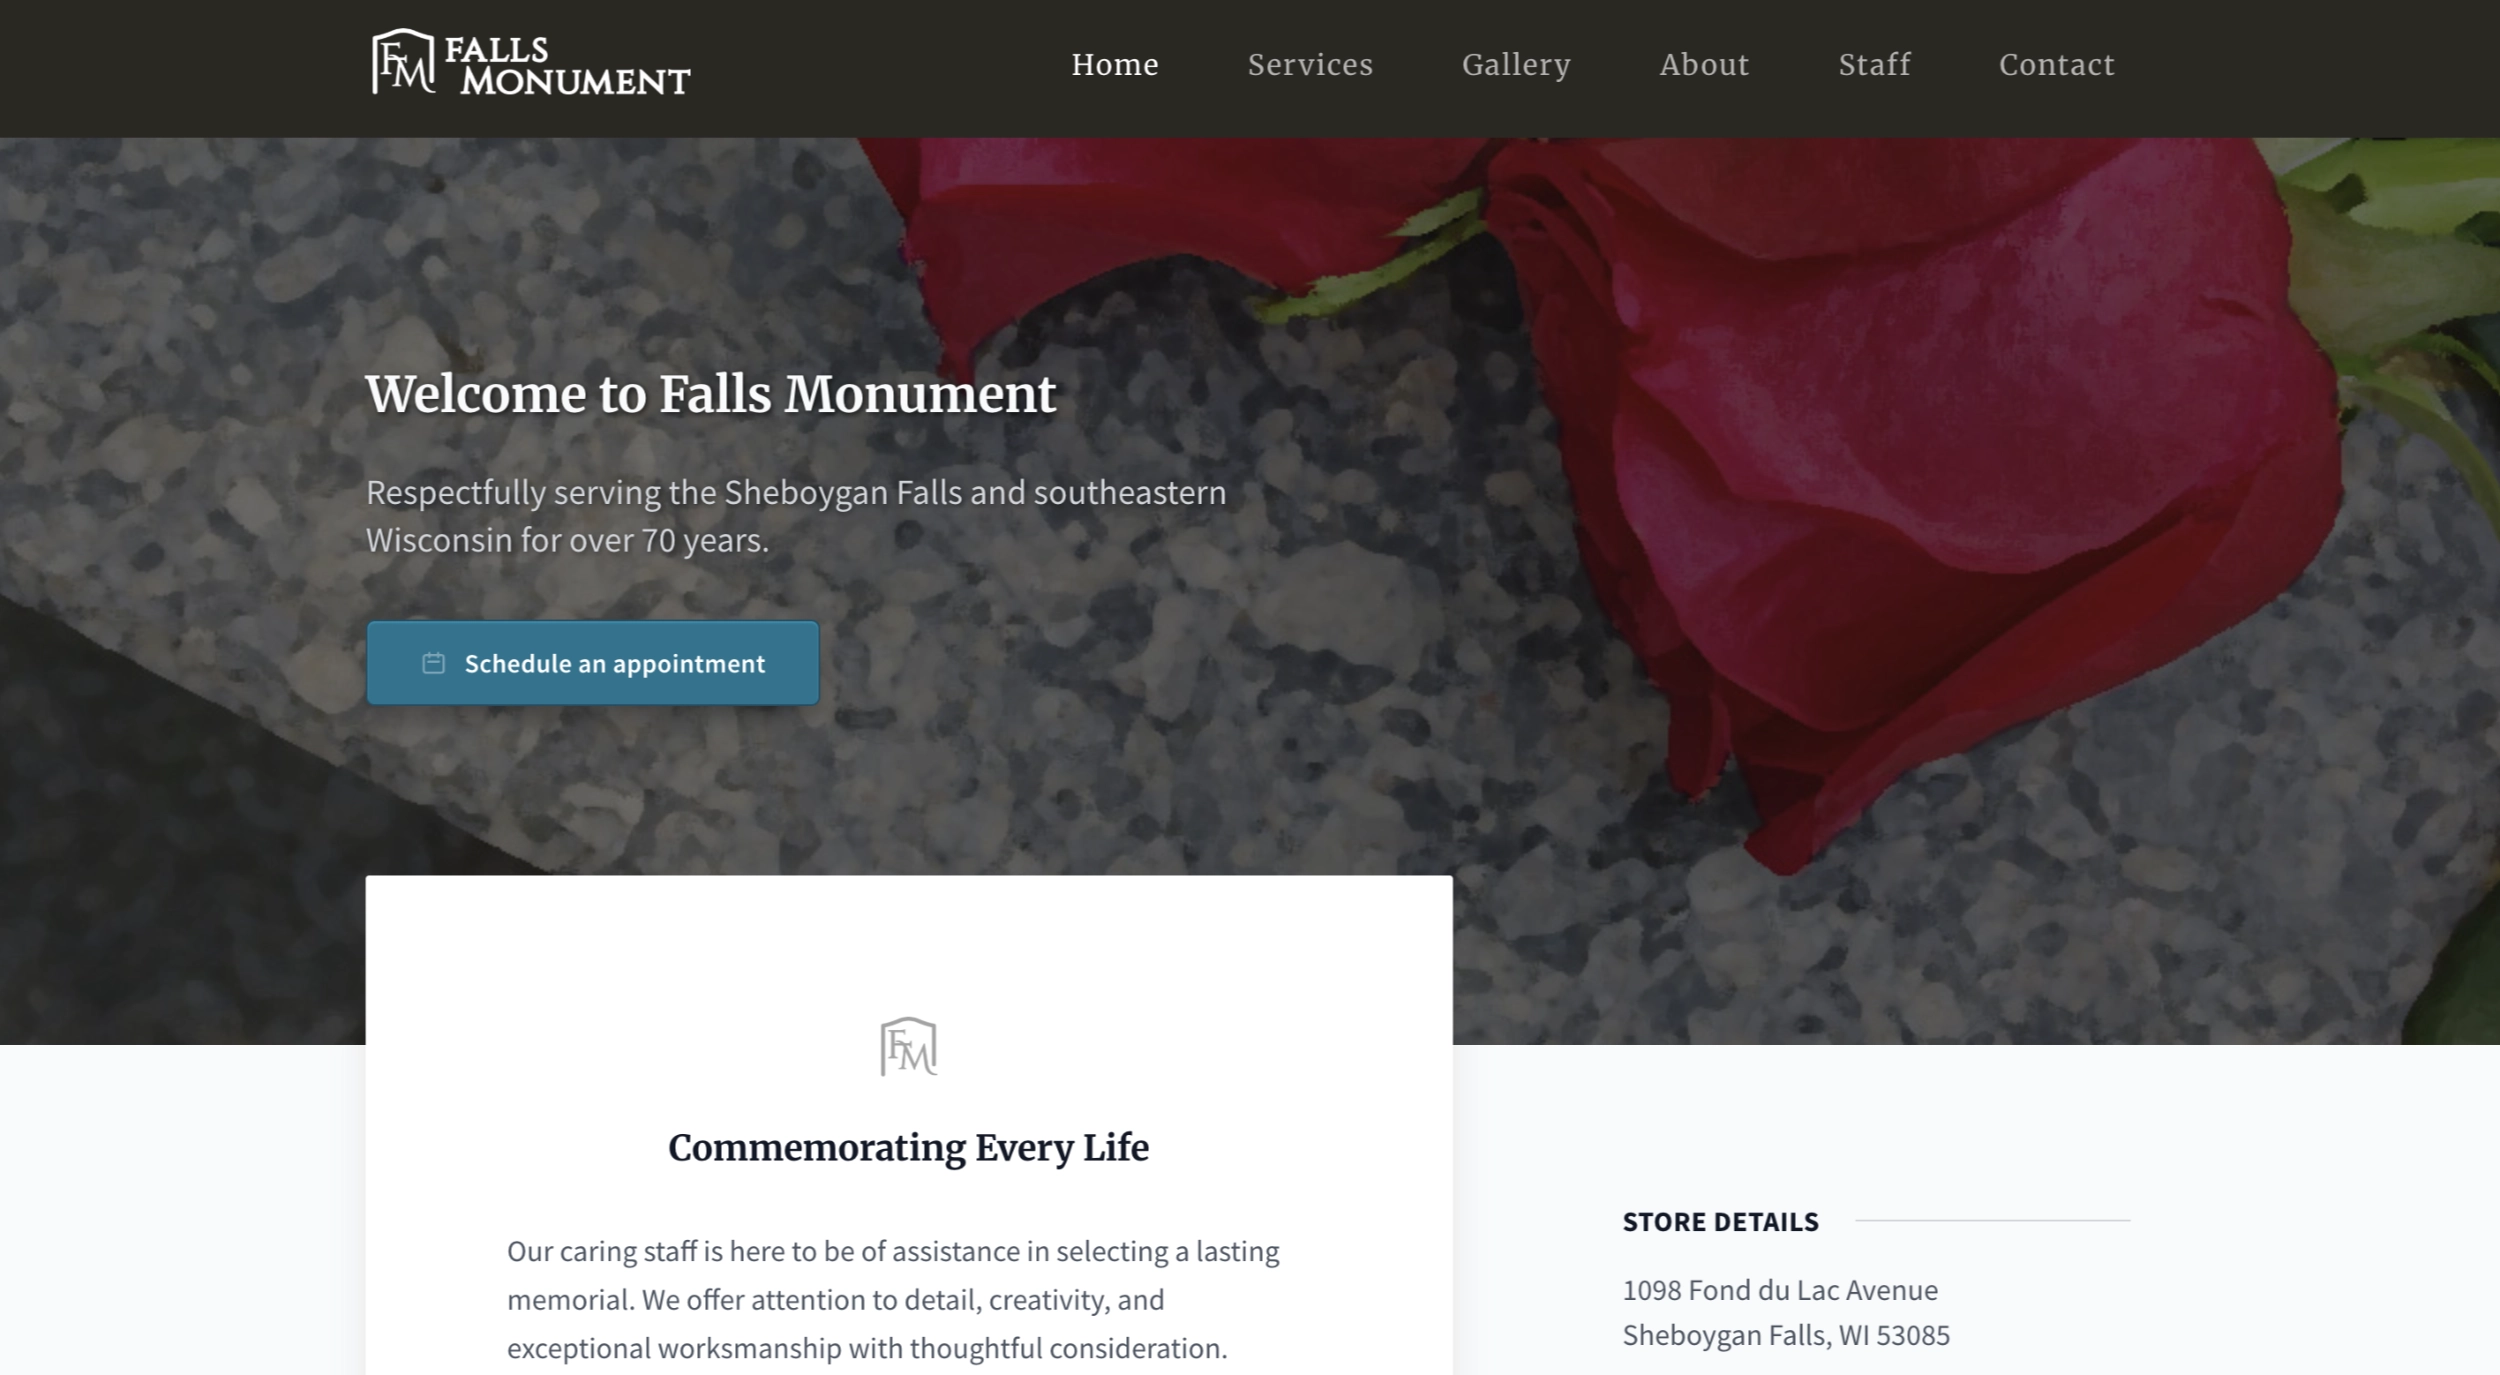 FM FALLS
MONUMENT
Home Services Gallery About Staff Contact
Welcome to Falls Monument
Respectfully serving the Sheboygan Falls and southeastern
Wisconsin for over 70 years.
Schedule an appointment
FM
Commemorating Every Life
Our caring staff is here to be of assistance in selecting a lasting
memorial. We offer attention to detail, creativity, and
exceptional worksmanship with thoughtful consideration.
STORE DETAILS
1098 Fond du Lac Avenue
Sheboygan Falls, WI 53085